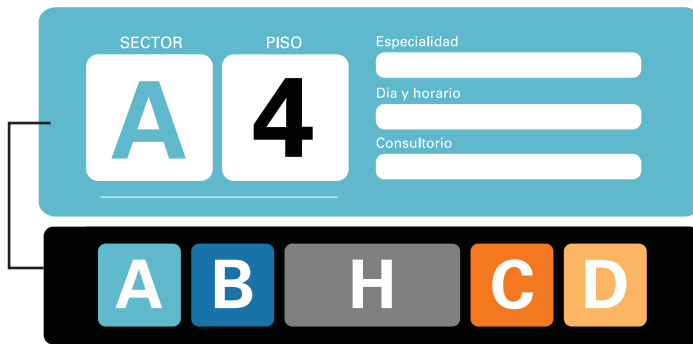 SECTOR PISO
A 4
Especialidad
Día y horario
Consultorio
A B H C D